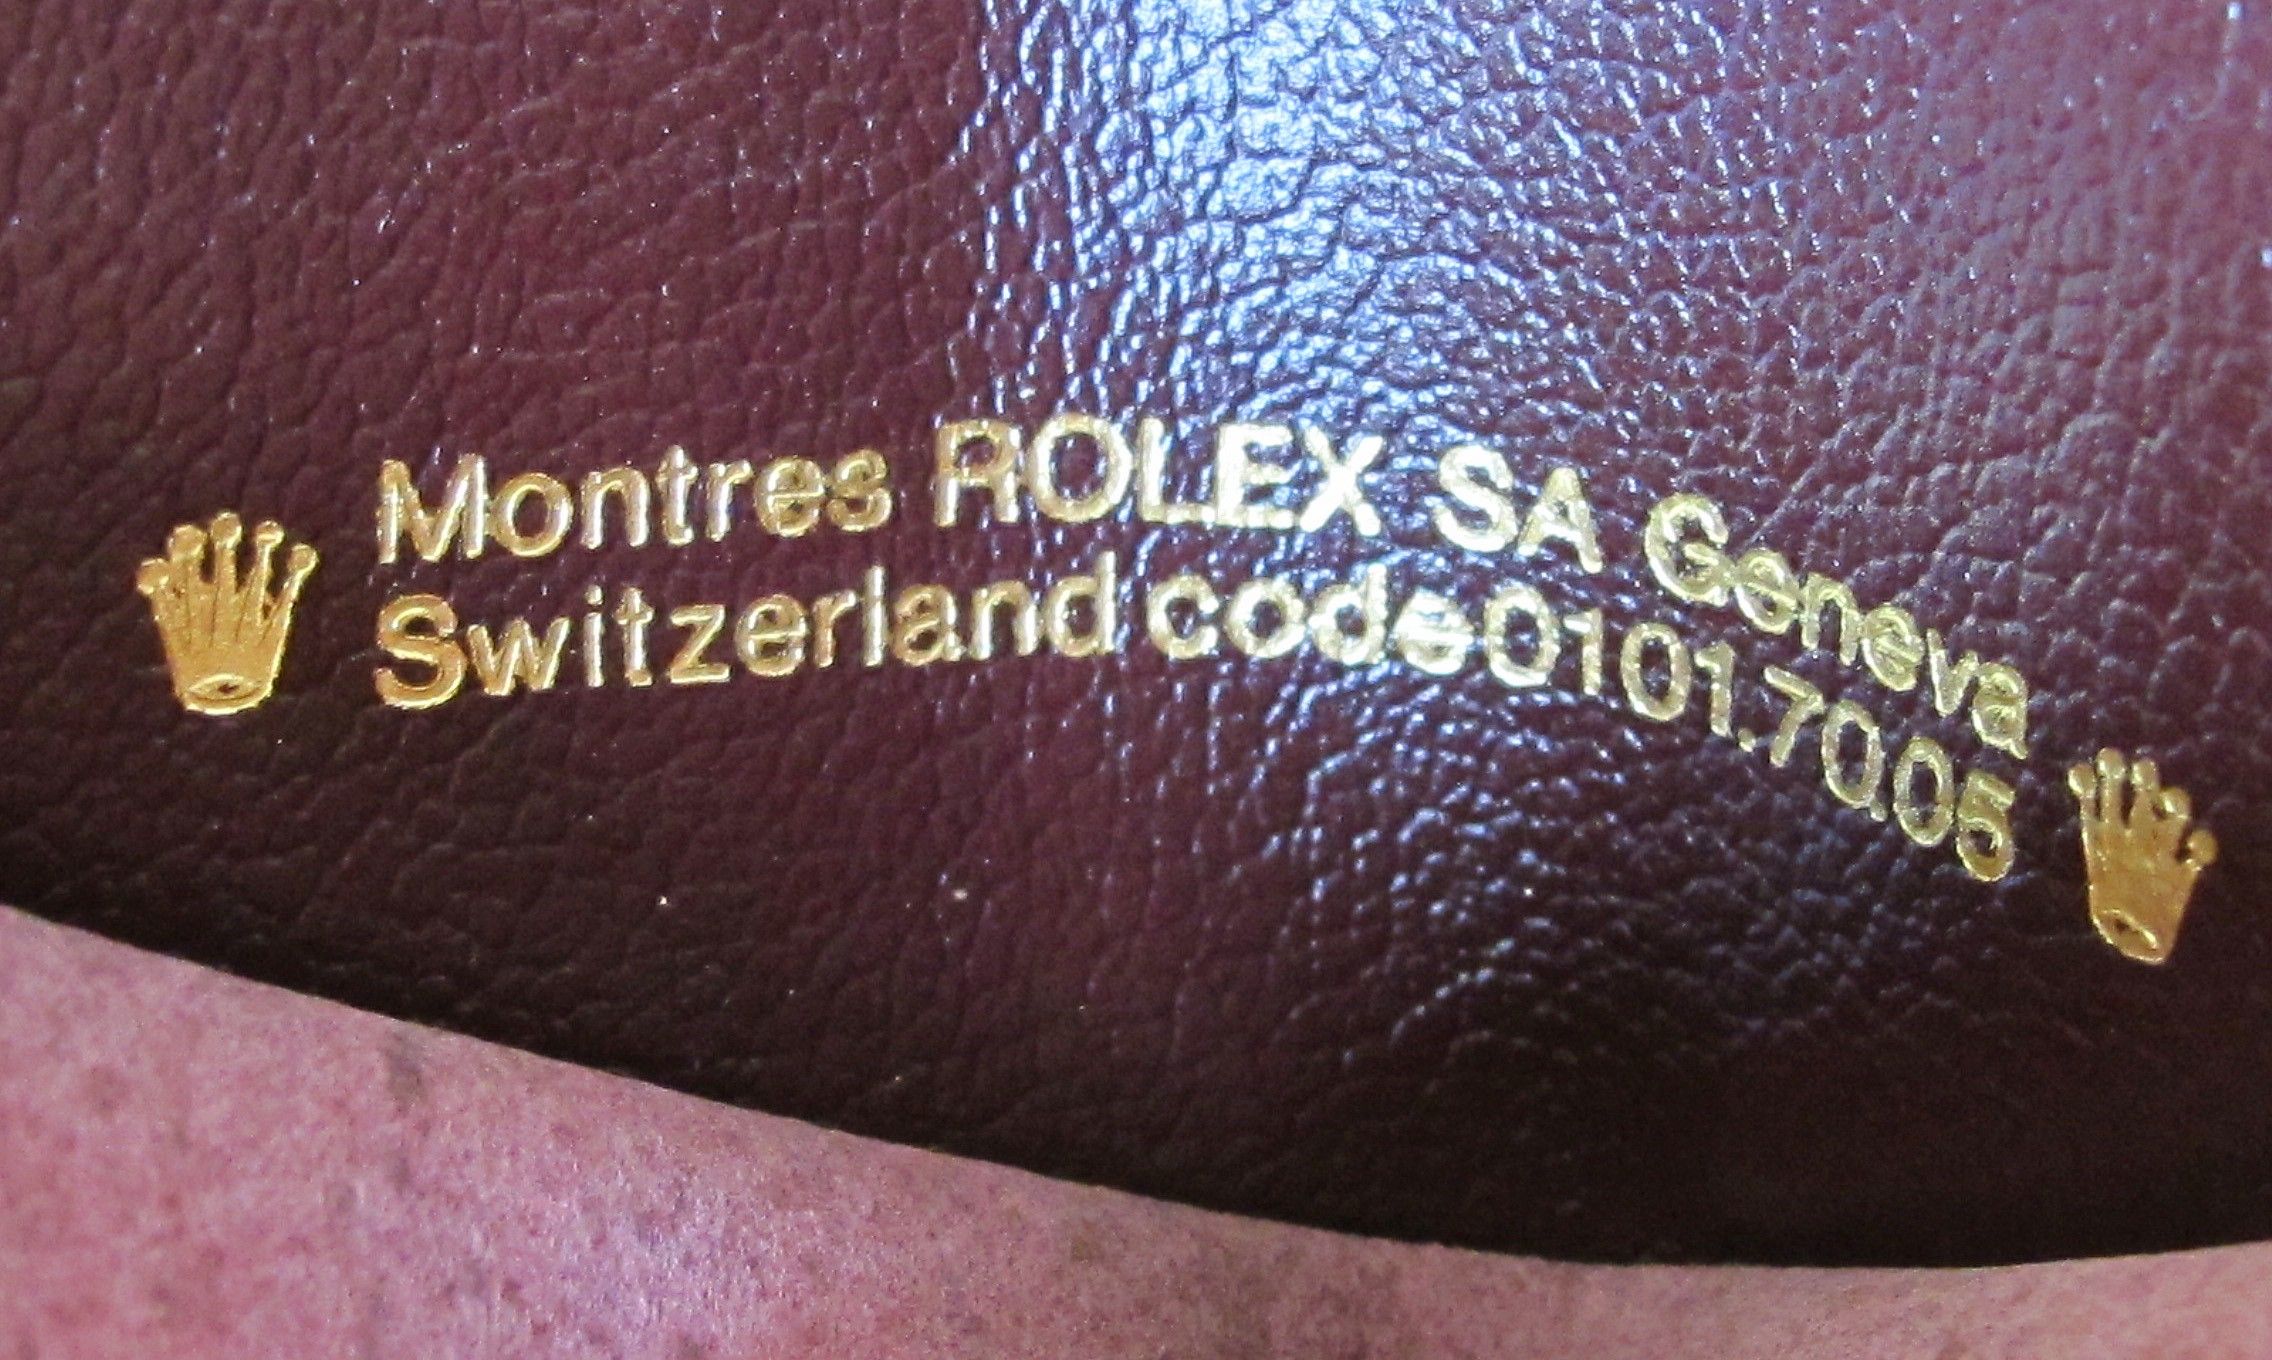 Montres ROLEX SA Geneva
Switzerland code 0101.70.05